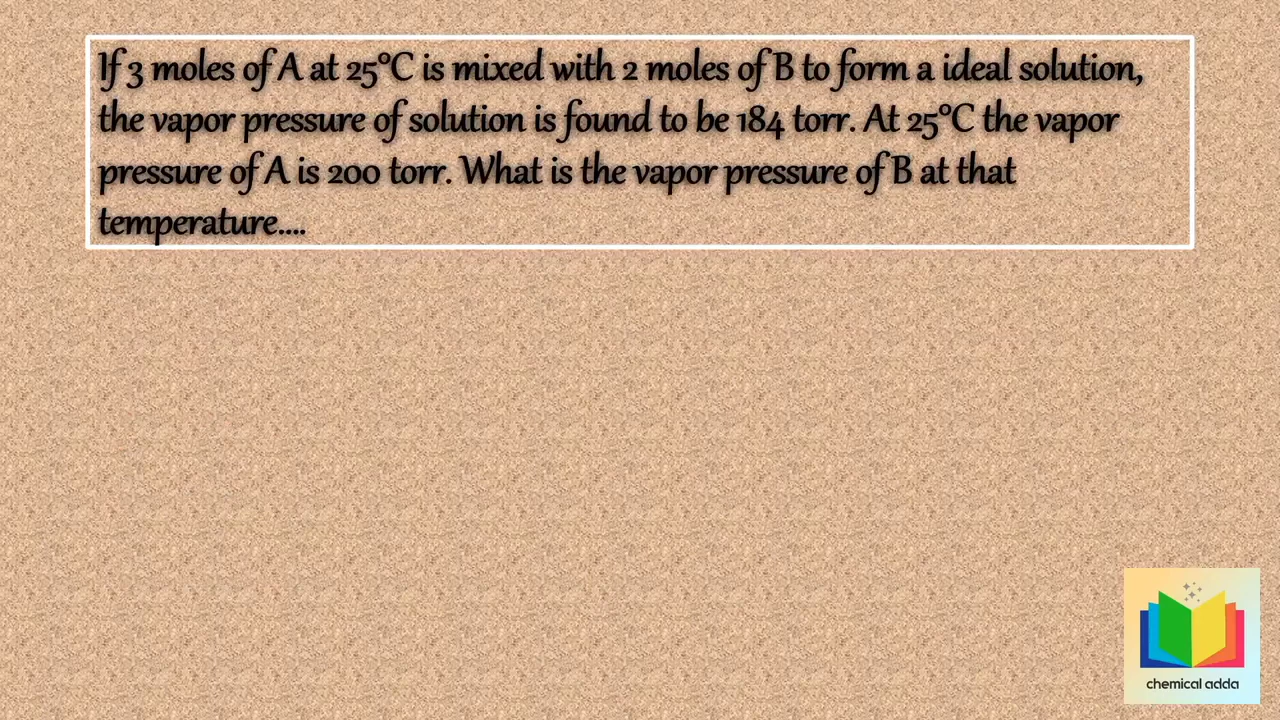 If 3 moles of A at 25°C is mixed with 2 moles of B to form a ideal solution,
the vapor pressure of solution is found to be 184 torr. At 25°C the vapor
pressure of A is 200 torr. What is the vapor pressure of B at that
temperature....
chemical adda